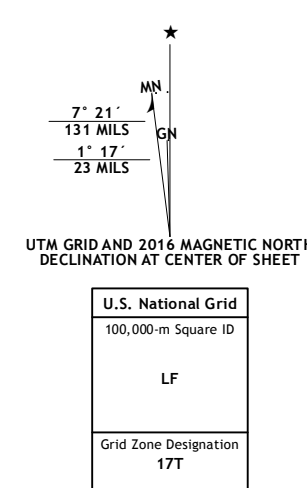 ★
MN
7° 21´
131 MILS
GN
1° 17´
23 MILS
UTM GRID AND 2016 MAGNETIC NORTH
DECLINATION AT CENTER OF SHEET
U.S. National Grid
100,000-m Square ID
LF
Grid Zone Designation
17T